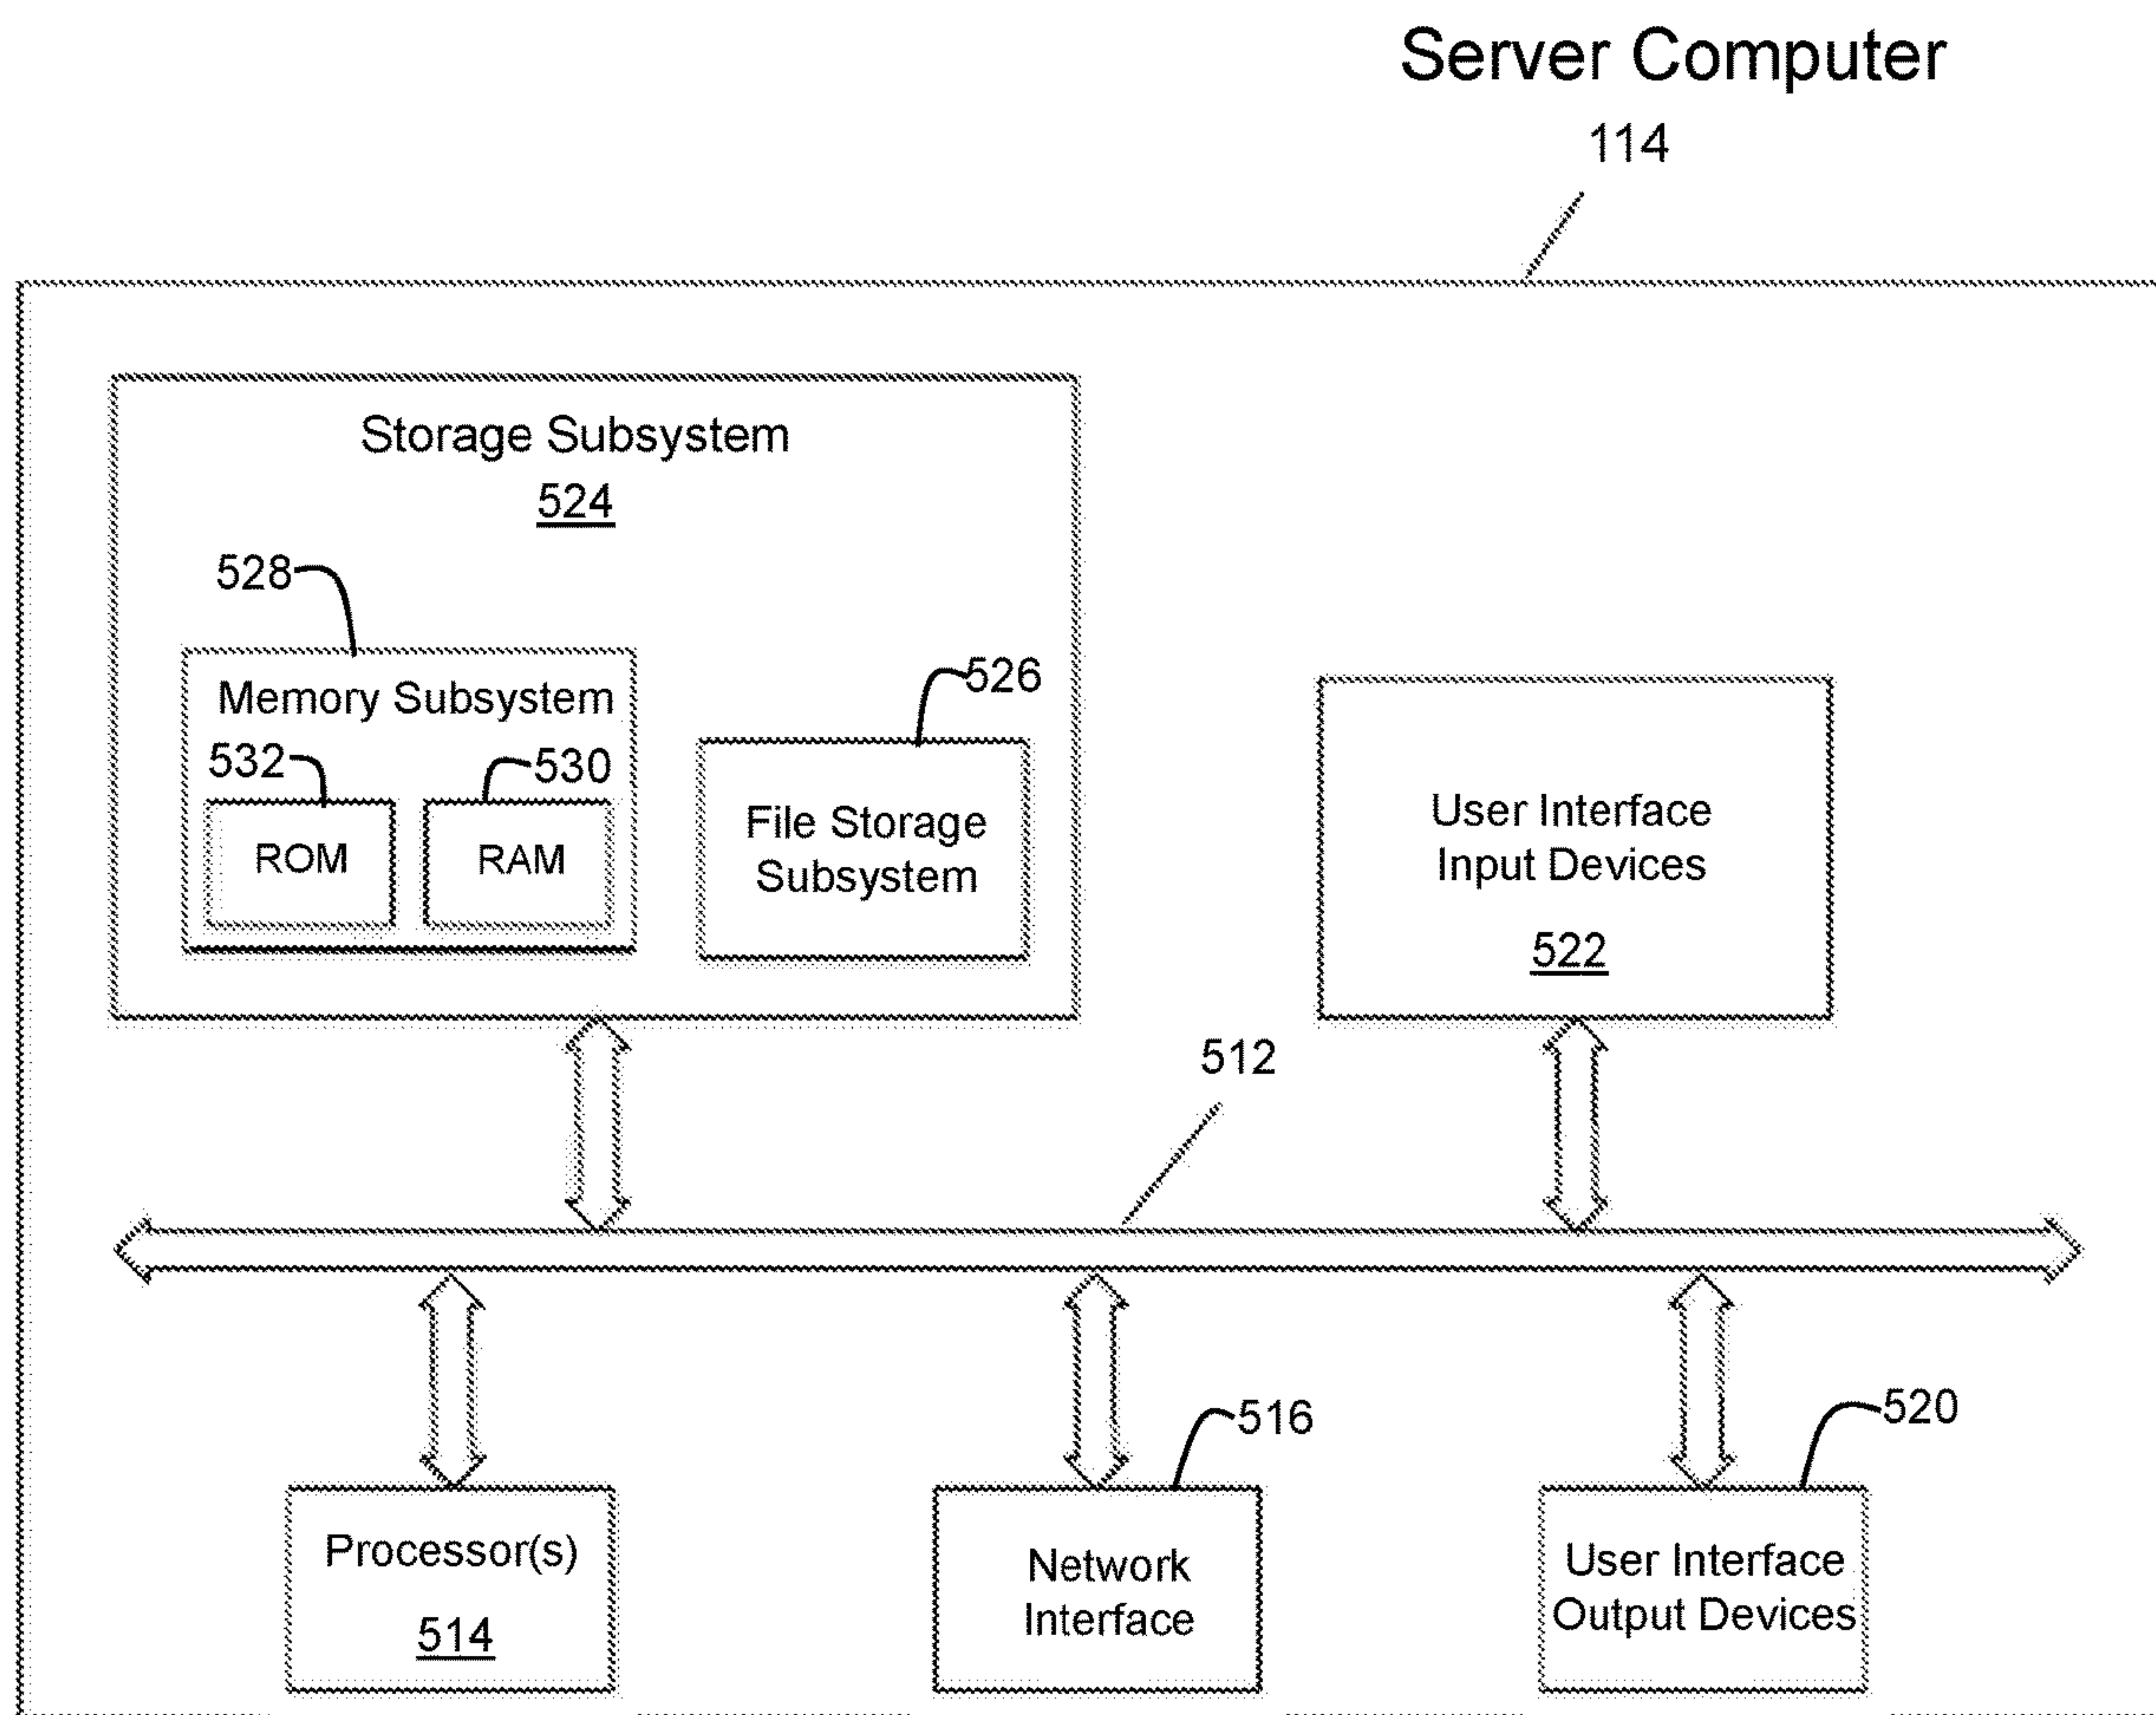 Server Computer
114
Storage Subsystem
524
528
Memory Subsystem
526
532
530
ROM
RAM
File Storage
Subsystem
User Interface
Input Devices
522
512
516
520
Processor(s)
514
Network
Interface
User Interface
Output Devices